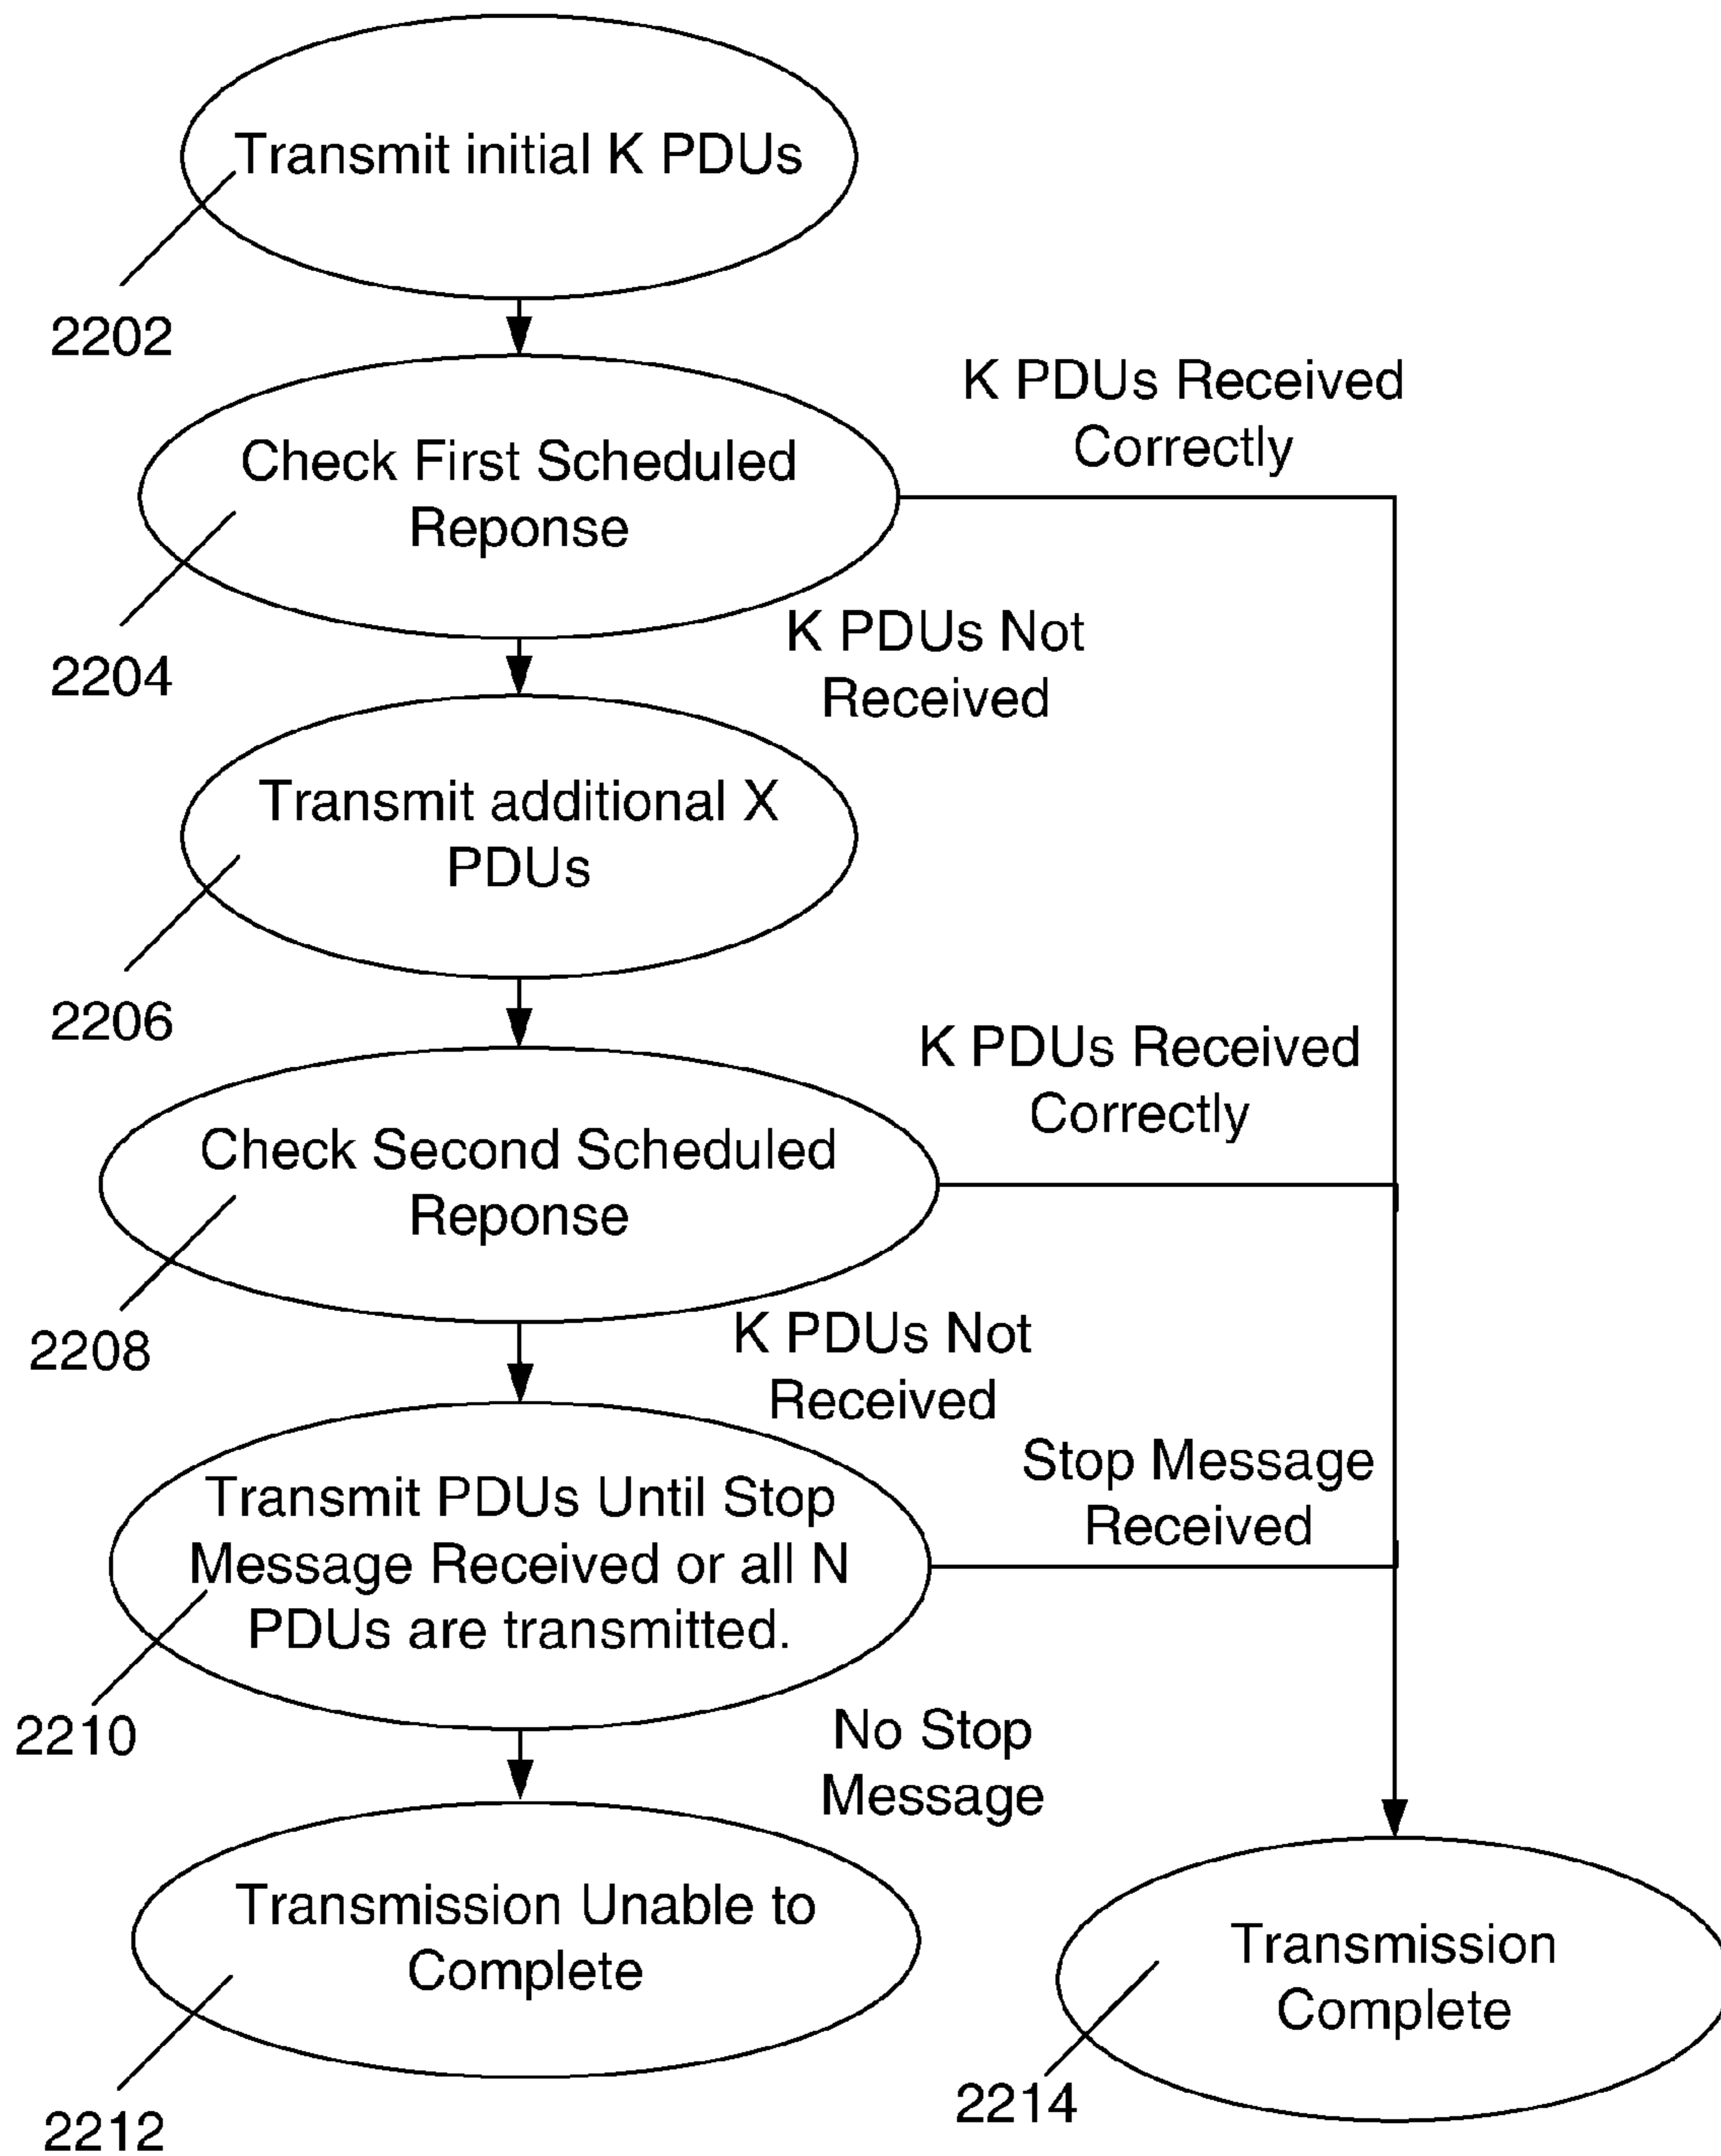 Transmit initial K PDUs
2202
K PDUs Received
Correctly
Check First Scheduled
Reponse
2204
K PDUs Not
Received
Transmit additional X
PDUs
2206
K PDUs Received
Correctly
Check Second Scheduled
Reponse
2208
K PDUs Not
Received
Stop Message
Received
Transmit PDUs Until Stop
Message Received or all N
PDUs are transmitted.
2210
No Stop
Message
Transmission Unable to
Complete
2212
Transmission
Complete
2214